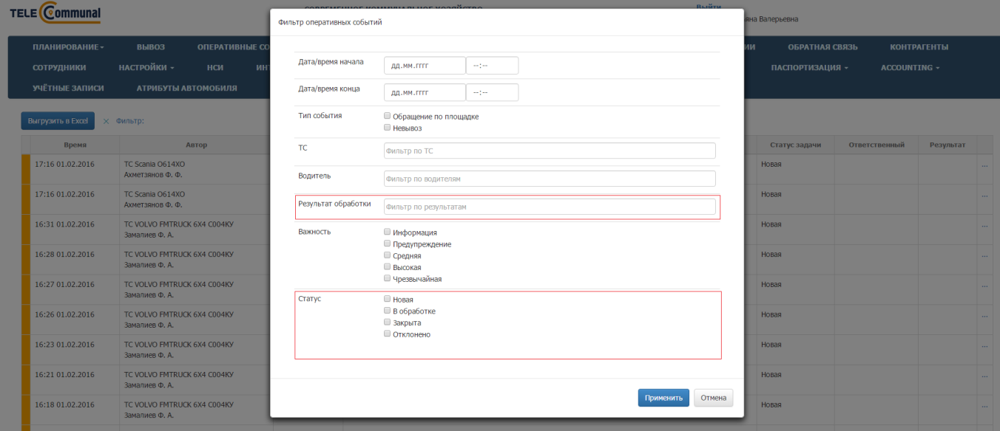 TELE Communal
СОВРЕМЕННОЕ КОММУНАЛЬНОЕ ХОЗЯЙСТВО
Выйти
Валерьевна
ПЛАНИРОВАНИЕ ВЫВОЗ ОПЕРАТИВНЫЕ СО ИИ ОБРАТНАЯ СВЯЗЬ КОНТРАГЕНТЫ
СОТРУДНИКИ НАСТРОЙКИ НСИ ИН ПАСПОРТИЗАЦИЯ ACCOUNTING
УЧЁТНЫЕ ЗАПИСИ АТРИБУТЫ АВТОМОБИЛЯ
Выгрузить в Excel × Фильтр:
Время Автор Статус задачи Ответственный Результат
17:16 01.02.2016 ТС Scania О614ХО Новая ...
Ахметзянов Ф. Ф.
17:16 01.02.2016 ТС Scania О614ХО Новая ...
Ахметзянов Ф. Ф.
16:31 01.02.2016 ТС VOLVO FMTRUCK 6X4 С004КУ Новая ...
Замалиев Ф. А.
16:28 01.02.2016 ТС VOLVO FMTRUCK 6X4 С004КУ Новая ...
Замалиев Ф. А.
16:27 01.02.2016 ТС VOLVO FMTRUCK 6X4 С004КУ Новая ...
Замалиев Ф. А.
16:26 01.02.2016 ТС VOLVO FMTRUCK 6X4 С004КУ Новая ...
Замалиев Ф. А.
16:23 01.02.2016 ТС VOLVO FMTRUCK 6X4 С004КУ Новая ...
Замалиев Ф. А.
16:21 01.02.2016 ТС VOLVO FMTRUCK 6X4 С004КУ Новая ...
Замалиев Ф. А.
16:18 01.02.2016 ТС VOLVO FMTRUCK 6X4 С004КУ Новая ...
Замалиев Ф. А.
Фильтр оперативных событий
Дата/время начала дд.мм.гггг --:--
Дата/время конца дд.мм.гггг --:--
Тип события Обращение по площадке
Невывоз
ТС Фильтр по ТС
Водитель Фильтр по водителям
Результат обработки Фильтр по результатам
Важность Информация
Предупреждение
Средняя
Высокая
Чрезвычайная
Статус Новая
В обработке
Закрыта
Отклонено
Применить Отмена